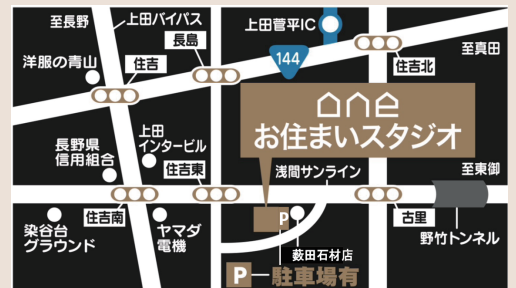 至長野
上田バイパス
上田菅平IC
長島
至真田
洋服の青山
住吉
144
住吉北
one
お住まいスタジオ
長野県
信用組合
上田
インタービル
住吉東
浅間サンライン
至東御
染谷台
グラウンド
住吉南
ヤマダ
電機
P
古里
野竹トンネル
薮田石材店
P
駐車場有